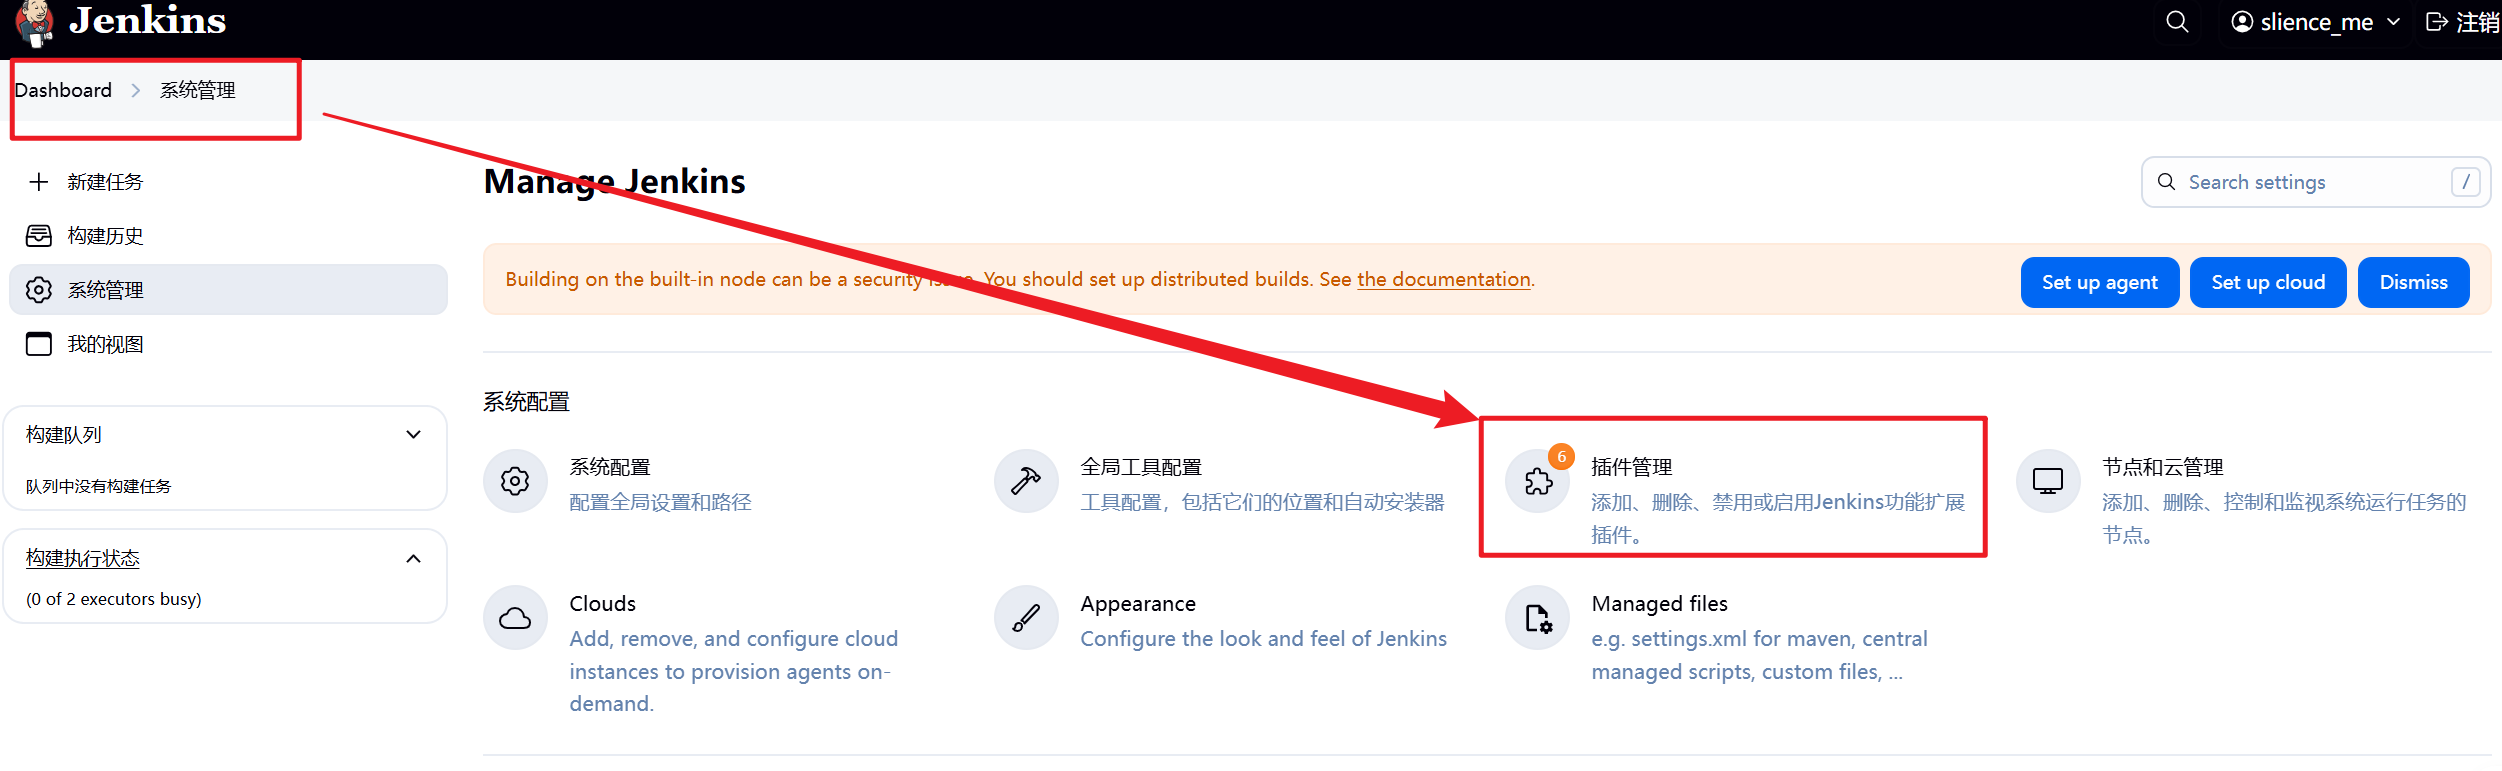 Jenkins
slience_me
注销
Dashboard
系统管理
新建任务
构建历史
系统管理
我的视图
构建队列
队列中没有构建任务
构建执行状态
(0 of 2 executors busy)
Manage Jenkins
Search settings
/
Building on the built-in node can be a security issue. You should set up distributed builds. See the documentation.
Set up agent
Set up cloud
Dismiss
系统配置
系统配置
配置全局设置和路径
全局工具配置
工具配置，包括它们的位置和自动安装器
6
插件管理
添加、删除、禁用或启用Jenkins功能扩展
插件。
节点和云管理
添加、删除、控制和监视系统运行任务的
节点。
Clouds
Add, remove, and configure cloud
instances to provision agents on-
demand.
Appearance
Configure the look and feel of Jenkins
Managed files
e.g. settings.xml for maven, central
managed scripts, custom files, ...